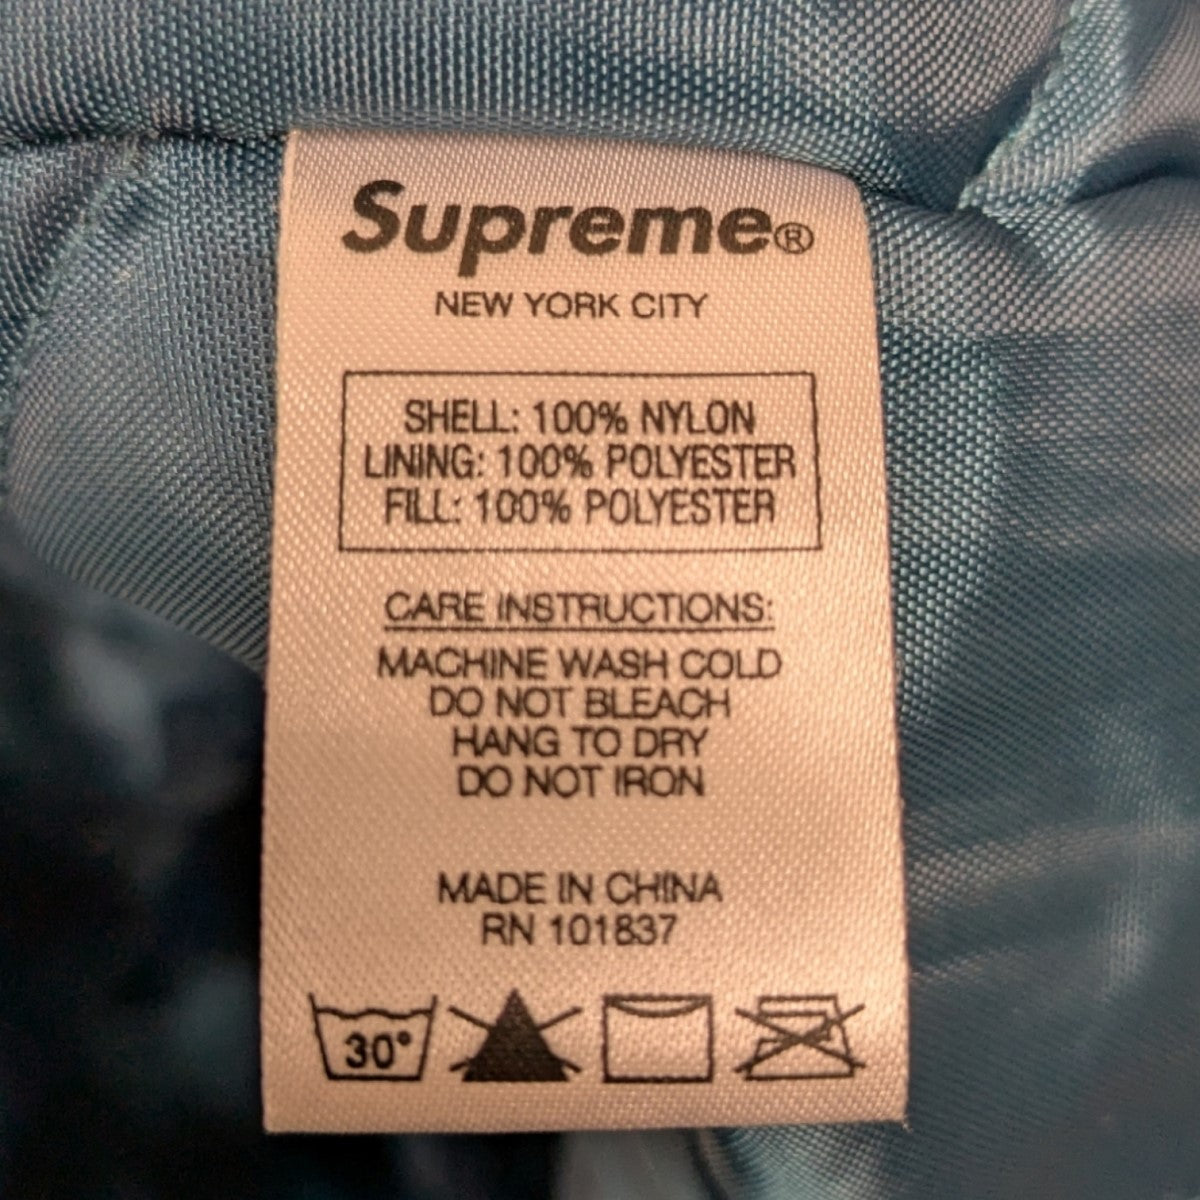 Supreme®
NEW YORK CITY
SHELL: 100% NYLON
LINING: 100% POLYESTER
FILL: 100% POLYESTER
CARE INSTRUCTIONS:
MACHINE WASH COLD
DO NOT BLEACH
HANG TO DRY
DO NOT IRON
MADE IN CHINA
RN 101837
30°